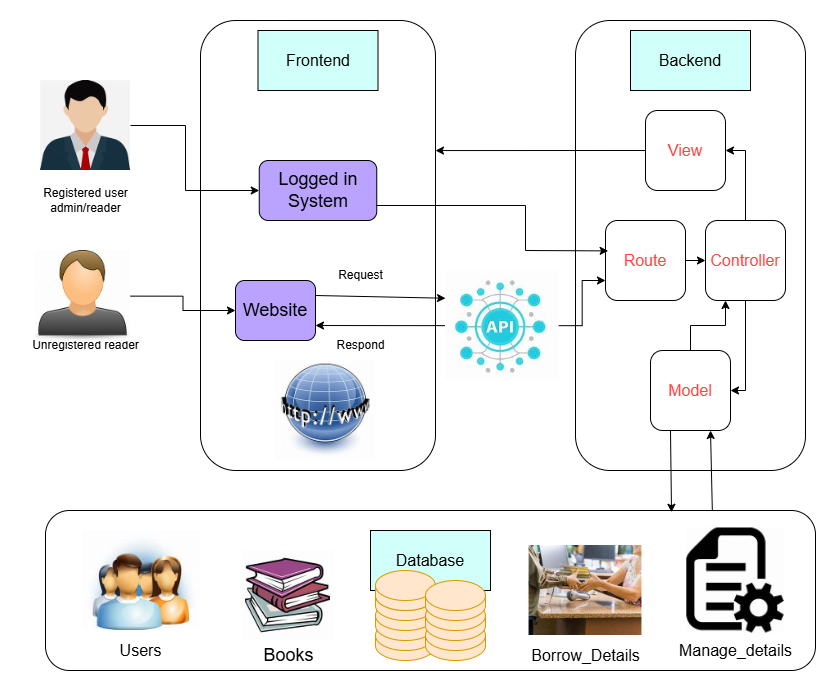 Frontend
Backend
View
Registered user
admin/reader
Logged in
System
Route
Controller
Request
Website
API
Respond
Unregistered reader
http://www
Model
Database
Users
Books
Borrow_Details
Manage_details